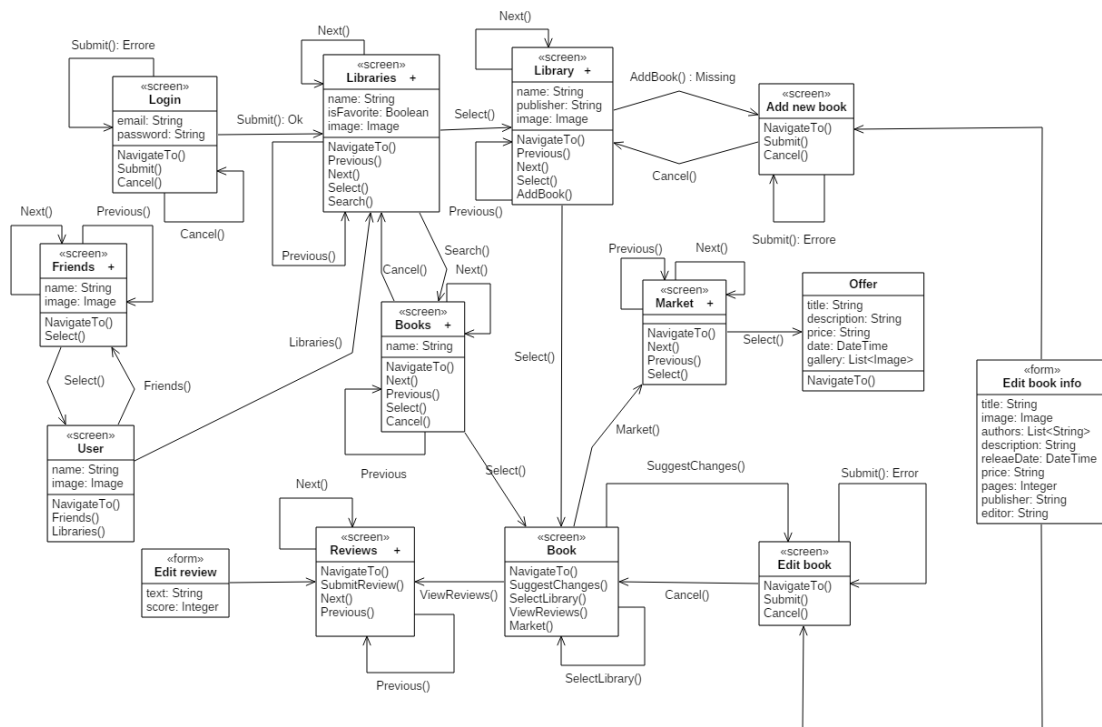 Next()
Submit(): Errore
«screen»
Login
email: String
password: String
NavigateTo()
Submit()
Cancel()
Cancel()
Submit(): Ok
Next()
«screen»
Libraries +
name: String
isFavorite: Boolean
image: Image
NavigateTo()
Previous()
Next()
Select()
Search()
Previous()
Select()
Next()
«screen»
Library +
name: String
publisher: String
image: Image
NavigateTo()
Previous()
Next()
Select()
AddBook()
Previous()
AddBook() : Missing
Cancel()
«screen»
Add new book
NavigateTo()
Submit()
Cancel()
Submit(): Errore
Next()
Previous()
«screen»
Friends +
name: String
image: Image
NavigateTo()
Select()
Select()
Friends()
«screen»
User
name: String
image: Image
NavigateTo()
Friends()
Libraries()
Libraries()
Cancel()
Search()
Next()
«screen»
Books +
name: String
NavigateTo()
Next()
Previous()
Select()
Cancel()
Previous
Select()
Select()
Previous()
Next()
«screen»
Market +
NavigateTo()
Next()
Previous()
Select()
Select()
Offer
title: String
description: String
price: String
date: DateTime
gallery: List<Image>
NavigateTo()
Market()
«form»
Edit book info
title: String
image: Image
authors: List<String>
description: String
releaeDate: DateTime
price: String
pages: Integer
publisher: String
editor: String
«form»
Edit review
text: String
score: Integer
Next()
«screen»
Reviews +
NavigateTo()
SubmitReview()
Next()
Previous()
Previous()
ViewReviews()
«screen»
Book
NavigateTo()
SuggestChanges()
SelectLibrary()
ViewReviews()
Market()
SelectLibrary()
SuggestChanges()
Cancel()
Submit(): Error
«screen»
Edit book
NavigateTo()
Submit()
Cancel()